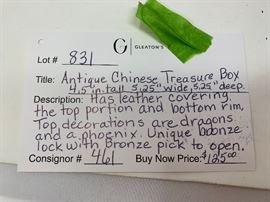 Lot # 831
G GLEATON'S
Title: Antique Chinese Treasure Box
4.5 in. tall 5.25" wide, 5.25" deep
Description: Has leather covering
the top portion and bottom rim,
Top decorations are dragons
and a phoenix. Unique bronze
lock with Bronze pick to open.
Consignor # 461 Buy Now Price: $125.00